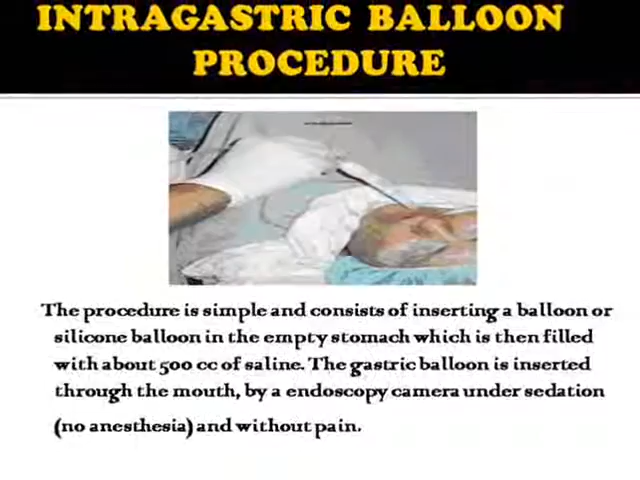 INTRAGASTRIC BALLOON
PROCEDURE
The procedure is simple and consists of inserting a balloon or
silicone balloon in the empty stomach which is then filled
with about 500 cc of saline. The gastric balloon is inserted
through the mouth, by a endoscopy camera under sedation
(no anesthesia) and without pain.